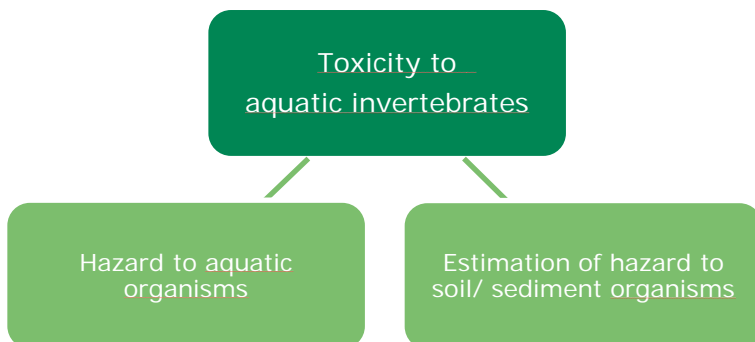 Toxicity to
aquatic invertebrates
Hazard to aquatic
organisms
Estimation of hazard to
soil/ sediment organisms